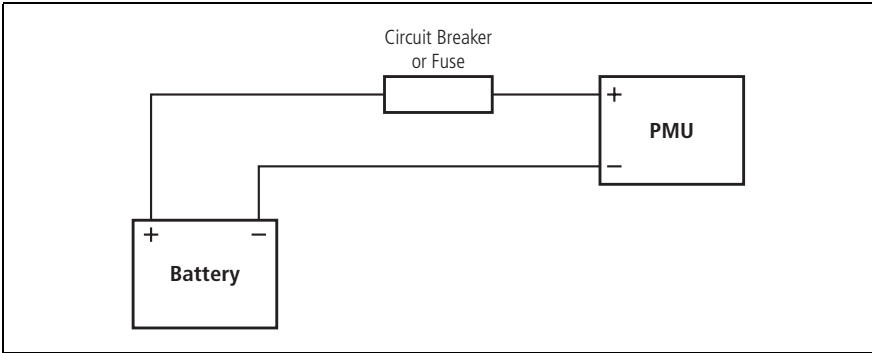 Circuit Breaker
or Fuse
+
PMU
−
+ −
Battery